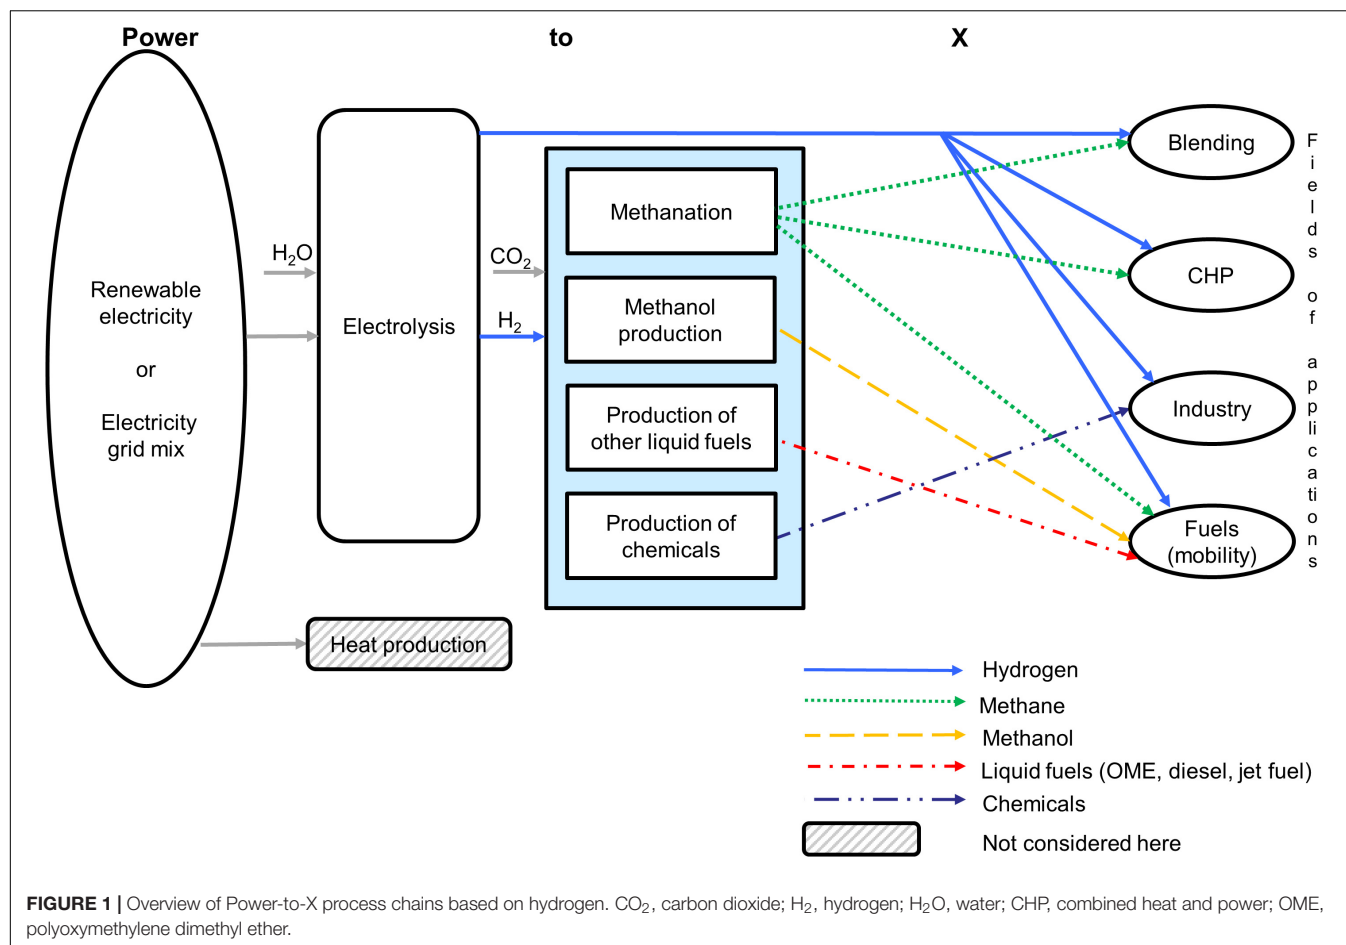 Power to X
Renewable
electricity
or
Electricity
grid mix
H₂O
Electrolysis
CO₂
H₂
Methanation
Methanol
production
Production of
other liquid fuels
Production of
chemicals
Heat production
Blending
CHP
Industry
Fuels
(mobility)
Fields of applications
Hydrogen
Methane
Methanol
Liquid fuels (OME, diesel, jet fuel)
Chemicals
Not considered here
FIGURE 1 | Overview of Power-to-X process chains based on hydrogen. CO₂, carbon dioxide; H₂, hydrogen; H₂O, water; CHP, combined heat and power; OME,
polyoxymethylene dimethyl ether.